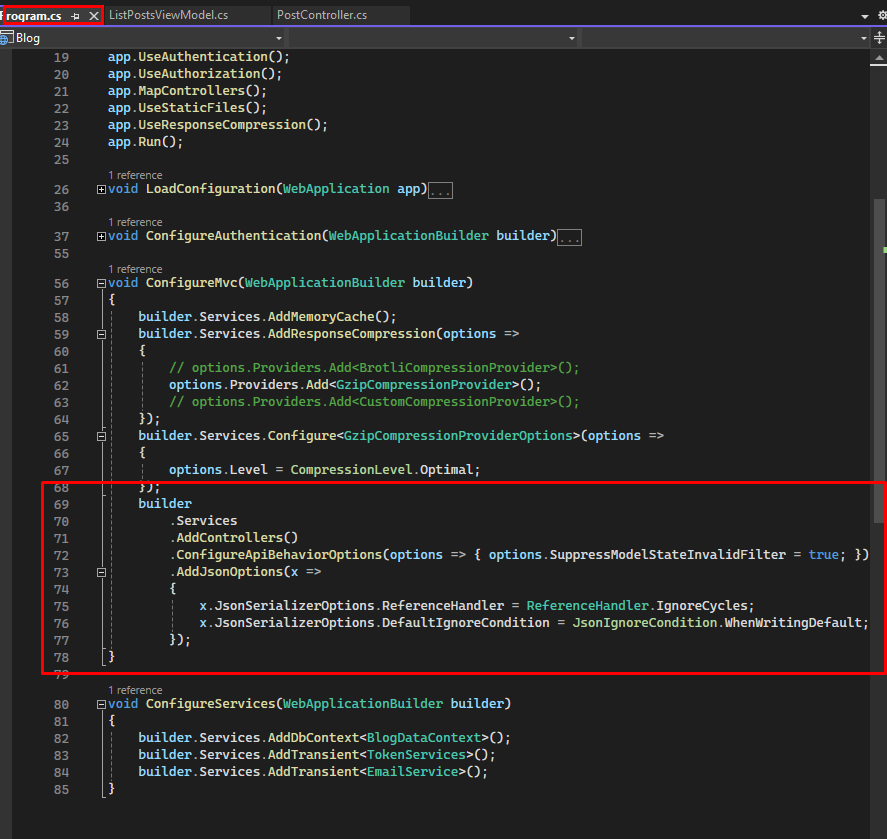 Program.cs ListPostsViewModel.cs PostController.cs
Blog
19 app.UseAuthentication();
20 app.UseAuthorization();
21 app.MapControllers();
22 app.UseStaticFiles();
23 app.UseResponseCompression();
24 app.Run();
25
1 reference
26 void LoadConfiguration(WebApplication app)...
36
1 reference
37 void ConfigureAuthentication(WebApplicationBuilder builder)...
55
1 reference
56 void ConfigureMvc(WebApplicationBuilder builder)
57 {
58 builder.Services.AddMemoryCache();
59 builder.Services.AddResponseCompression(options =>
60 {
61 // options.Providers.Add<BrotliCompressionProvider>();
62 options.Providers.Add<GzipCompressionProvider>();
63 // options.Providers.Add<CustomCompressionProvider>();
64 });
65 builder.Services.Configure<GzipCompressionProviderOptions>(options =>
66 {
67 options.Level = CompressionLevel.Optimal;
68 });
69 builder
70 .Services
71 .AddControllers()
72 .ConfigureApiBehaviorOptions(options => { options.SuppressModelStateInvalidFilter = true; })
73 .AddJsonOptions(x =>
74 {
75 x.JsonSerializerOptions.ReferenceHandler = ReferenceHandler.IgnoreCycles;
76 x.JsonSerializerOptions.DefaultIgnoreCondition = JsonIgnoreCondition.WhenWritingDefault;
77 });
78 }
79
1 reference
80 void ConfigureServices(WebApplicationBuilder builder)
81 {
82 builder.Services.AddDbContext<BlogDataContext>();
83 builder.Services.AddTransient<TokenServices>();
84 builder.Services.AddTransient<EmailService>();
85 }